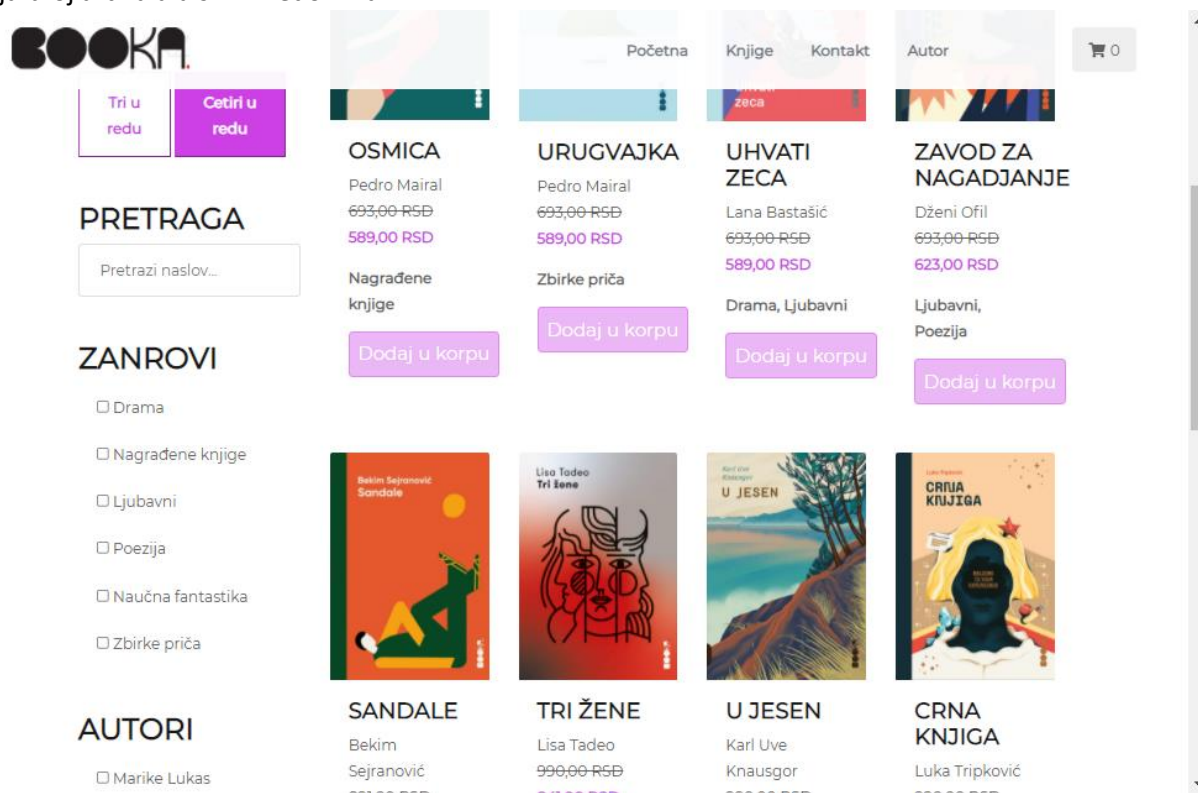 BOOKA.
Početna Knjige Kontakt Autor 0
Tri u
redu
Cetiri u
redu
PRETRAGA
Pretrazi naslov...
ZANROVI
Drama
Nagrađene knjige
Ljubavni
Poezija
Naučna fantastika
Zbirke priča
AUTORI
Marike Lukas
zeca
OSMICA
Pedro Mairal
693,00 RSD
589,00 RSD
Nagrađene
knjige
Dodaj u korpu
URUGVAJKA
Pedro Mairal
693,00 RSD
589,00 RSD
Zbirke priča
Dodaj u korpu
UHVATI
ZECA
Lana Bastašić
693,00 RSD
589,00 RSD
Drama, Ljubavni
Dodaj u korpu
ZAVOD ZA
NAGADJANJE
Dženi Ofil
693,00 RSD
623,00 RSD
Ljubavni,
Poezija
Dodaj u korpu
Bekim Sejranović
Sandale
SANDALE
Bekim
Sejranović
Lisa Tadeo
Tri žene
TRI ŽENE
Lisa Tadeo
990,00 RSD
U JESEN
U JESEN
Karl Uve
Knausgor
CRNA
KNJIGA
CRNA
KNJIGA
Luka Tripković